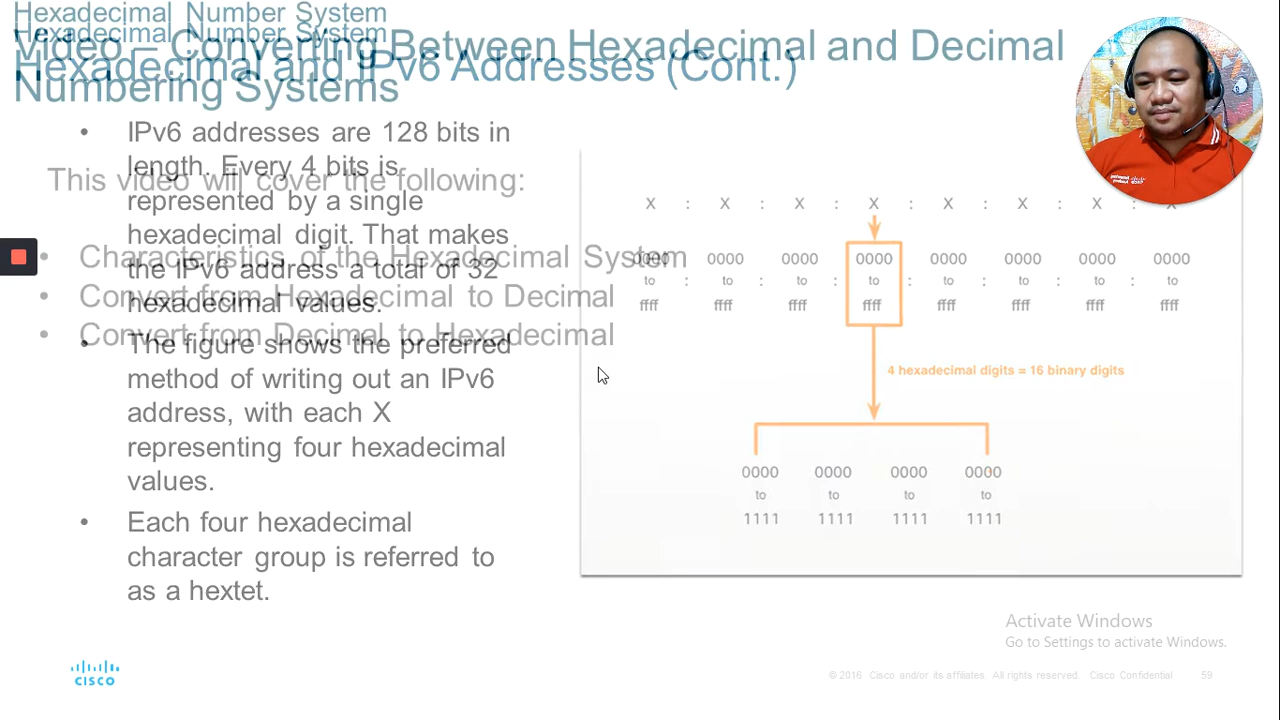 Hexadecimal Number System
Hexadecimal Number System
Video – Converting Between Hexadecimal and Decimal
Hexadecimal and IPv6 Addresses (Cont.)
Numbering Systems
• IPv6 addresses are 128 bits in
length. Every 4 bits is
represented by a single
hexadecimal digit. That makes
the IPv6 address a total of 32
hexadecimal values.
• The figure shows the preferred
method of writing out an IPv6
address, with each X
representing four hexadecimal
values.
• Each four hexadecimal
character group is referred to
as a hextet.
This video will cover the following:
• Characteristics of the Hexadecimal System
• Convert from Hexadecimal to Decimal
• Convert from Decimal to Hexadecimal
X : X : X : X : X : X : X : X
0000 0000 0000 0000 0000 0000 0000 0000
to : to : to : to : to : to : to : to
ffff ffff ffff ffff ffff ffff ffff ffff
4 hexadecimal digits = 16 binary digits
0000 0000 0000 0000
to to to to
1111 1111 1111 1111
Activate Windows
Go to Settings to activate Windows.
CISCO
© 2016 Cisco and/or its affiliates. All rights reserved. Cisco Confidential 59